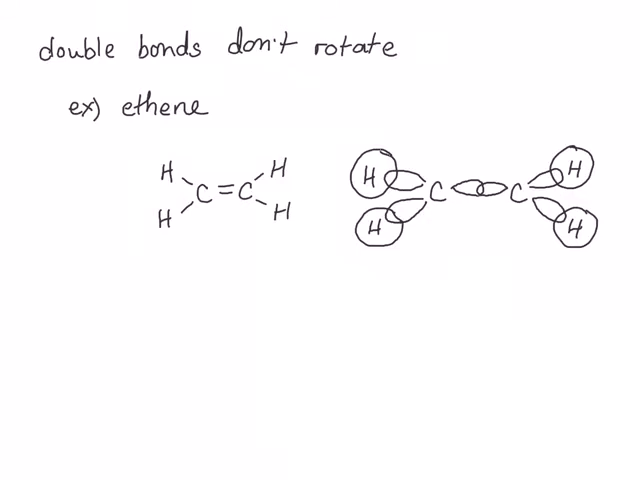 double bonds don't rotate
ex) ethene
H H H H
C = C C C
H H H H